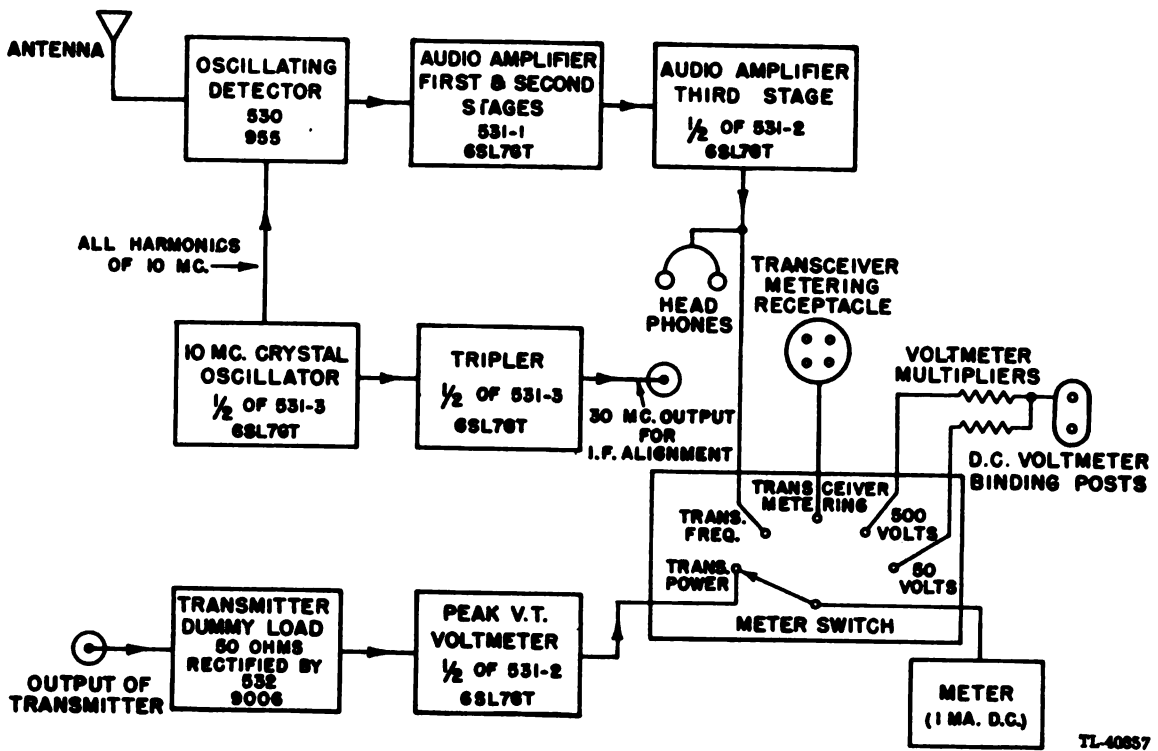 ANTENNA
OSCILLATING
DETECTOR
530
955
AUDIO AMPLIFIER
FIRST & SECOND
STAGES
531-1
6SL7GT
AUDIO AMPLIFIER
THIRD STAGE
1/2 OF 531-2
6SL7GT
ALL HARMONICS
OF 10 MC.
HEAD
PHONES
TRANSCEIVER
METERING
RECEPTACLE
10 MC. CRYSTAL
OSCILLATOR
1/2 OF 531-3
6SL7GT
TRIPLER
1/2 OF 531-3
6SL7GT
30 MC. OUTPUT
FOR
I.F. ALIGNMENT
VOLTMETER
MULTIPLIERS
D.C. VOLTMETER
BINDING POSTS
TRANS.
FREQ.
TRANSCEIVER
METERING
500
VOLTS
50
VOLTS
TRANS.
POWER
METER SWITCH
OUTPUT OF
TRANSMITTER
TRANSMITTER
DUMMY LOAD
50 OHMS
RECTIFIED BY
532
9006
PEAK V.T.
VOLTMETER
1/2 OF 531-2
6SL7GT
METER
(1 MA. D.C.)
TL-40857